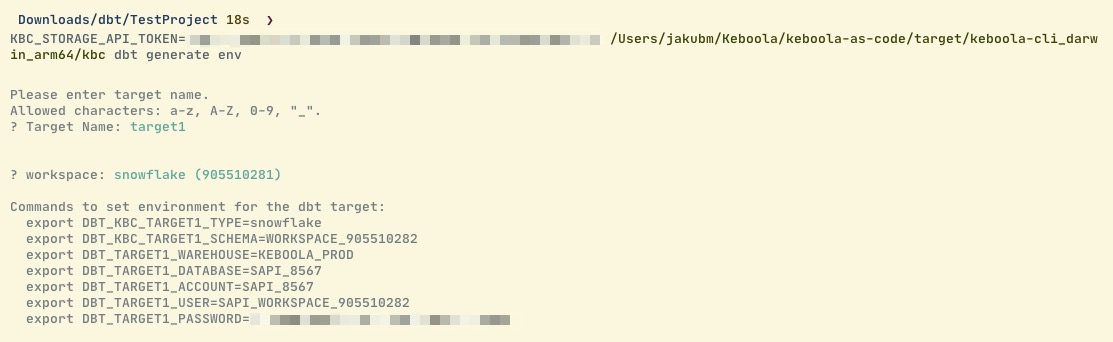 Downloads/dbt/TestProject 18s ❯
KBC_STORAGE_API_TOKEN= /Users/jakubm/Keboola/keboola-as-code/target/keboola-cli_darw
in_arm64/kbc dbt generate env
Please enter target name.
Allowed characters: a-z, A-Z, 0-9, "_".
? Target Name: target1
? workspace: snowflake (905510281)
Commands to set environment for the dbt target:
export DBT_KBC_TARGET1_TYPE=snowflake
export DBT_KBC_TARGET1_SCHEMA=WORKSPACE_905510282
export DBT_TARGET1_WAREHOUSE=KEBOOLA_PROD
export DBT_TARGET1_DATABASE=SAPI_8567
export DBT_TARGET1_ACCOUNT=SAPI_8567
export DBT_TARGET1_USER=SAPI_WORKSPACE_905510282
export DBT_TARGET1_PASSWORD=